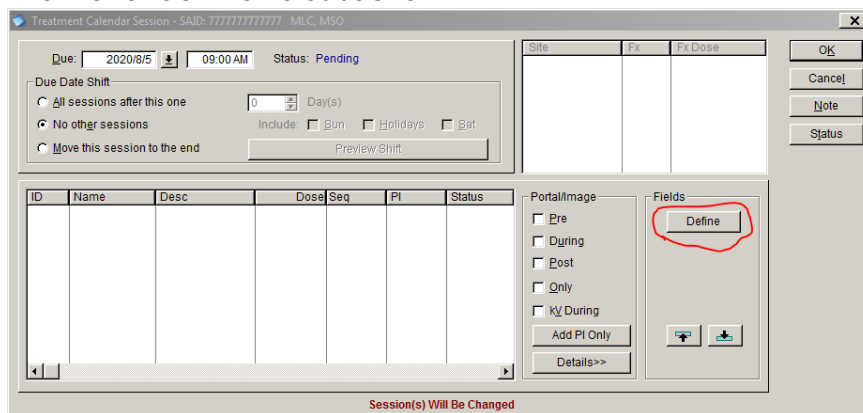 Treatment Calendar Session - SAID: 7777777777777 MLC, MSO
Due: 2020/8/5 09:00 AM Status: Pending
Due Date Shift
All sessions after this one 0 Day(s)
No other sessions Include: Sun Holidays Sat
Move this session to the end Preview Shift
Site Fx Fx Dose
OK
Cancel
Note
Status
ID Name Desc Dose Seq PI Status
Portal/Image
Pre
During
Post
Only
kV During
Add PI Only
Details>>
Fields
Define
Session(s) Will Be Changed